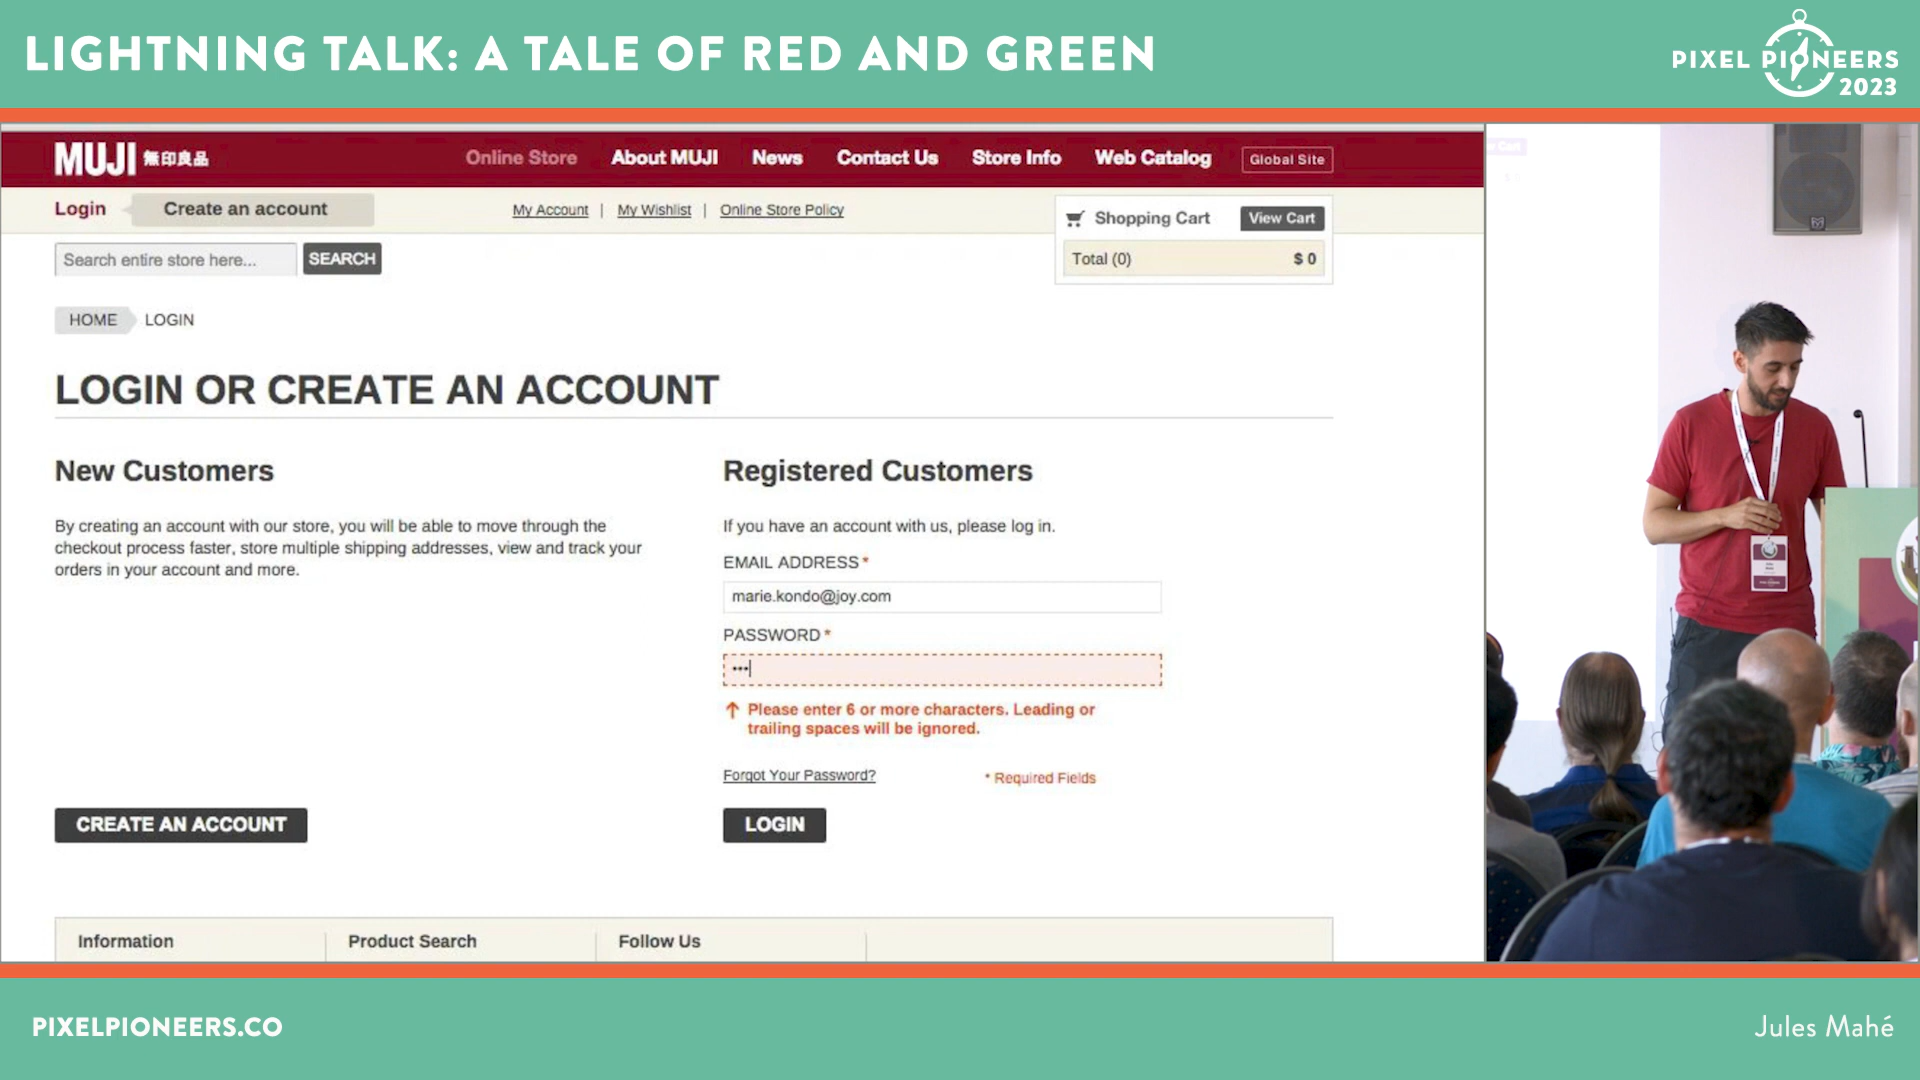 LIGHTNING TALK: A TALE OF RED AND GREEN
PIXEL PIONEERS
2023
MUJI 無印良品
Online Store
About MUJI
News
Contact Us
Store Info
Web Catalog
Global Site
Login
Create an account
My Account | My Wishlist | Online Store Policy
Shopping Cart
View Cart
Total (0)
$ 0
Search entire store here...
SEARCH
HOME
LOGIN
LOGIN OR CREATE AN ACCOUNT
New Customers
By creating an account with our store, you will be able to move through the
checkout process faster, store multiple shipping addresses, view and track your
orders in your account and more.
CREATE AN ACCOUNT
Registered Customers
If you have an account with us, please log in.
EMAIL ADDRESS *
marie.kondo@joy.com
PASSWORD *
•••
Please enter 6 or more characters. Leading or
trailing spaces will be ignored.
Forgot Your Password?
* Required Fields
LOGIN
Information
Product Search
Follow Us
PIXELPIONEERS.CO
Jules Mahé